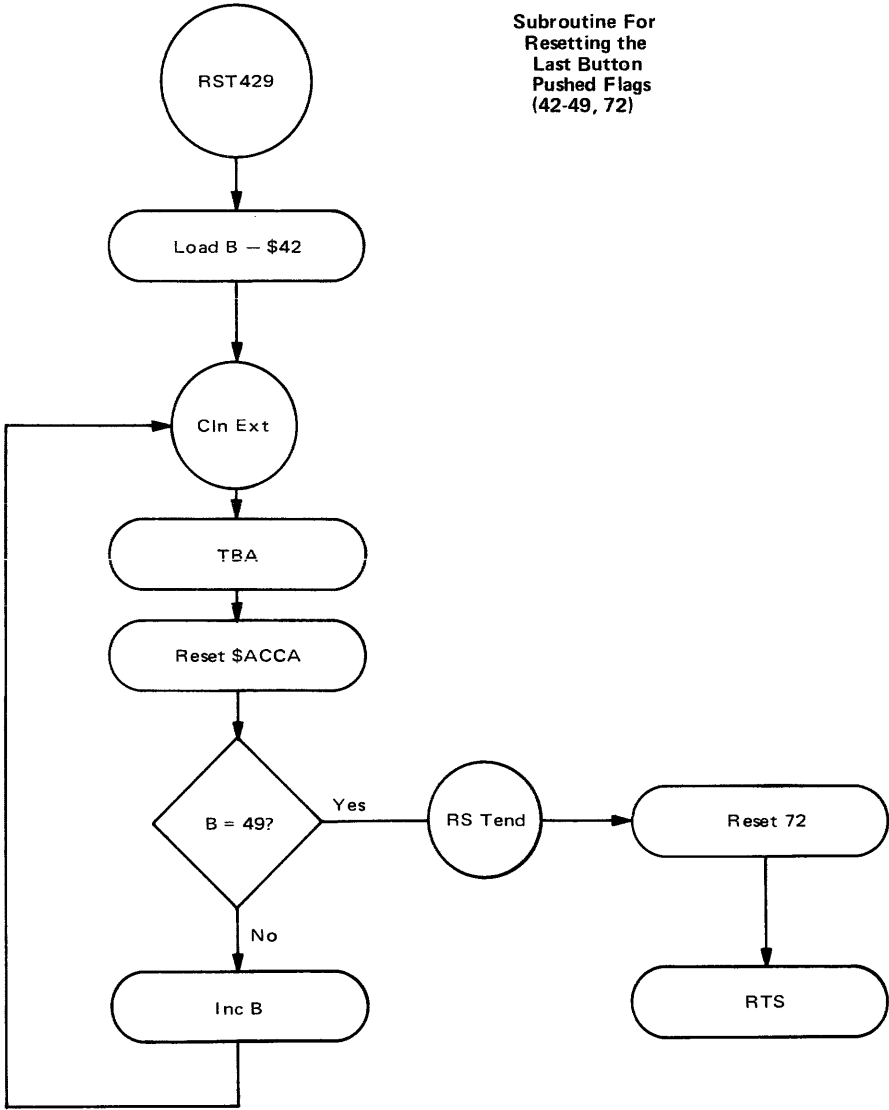 Subroutine For
Resetting the
Last Button
Pushed Flags
(42-49, 72)
RST429
Load B — $42
Cln Ext
TBA
Reset $ACCA
B = 49?
Yes
RS Tend
Reset 72
No
Inc B
RTS